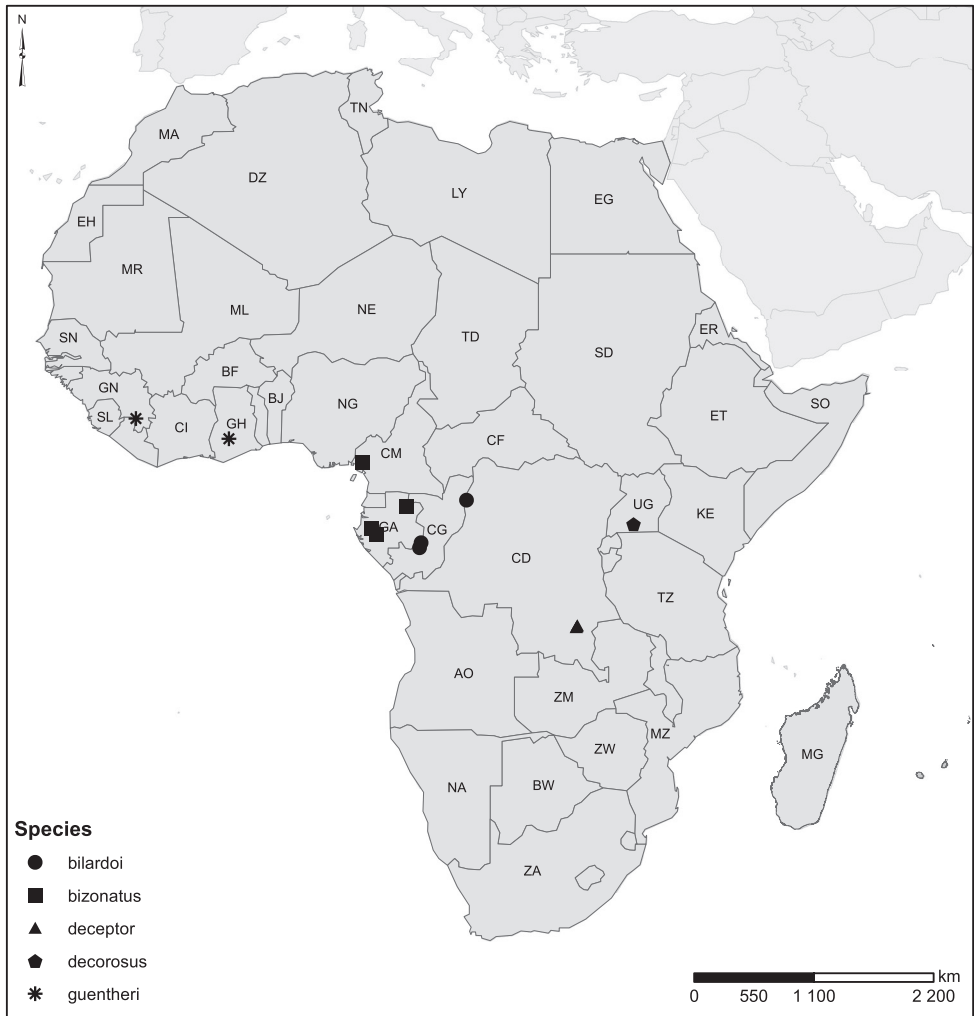 N
TN
MA
DZ
LY
EG
EH
MR
ML
NE
TD
SD
ER
SN
BF
GN
BJ
NG
ET
SO
SL
CI
GH
CM
CF
UG
KE
GA
CG
CD
TZ
AO
ZM
MZ
ZW
MG
NA
BW
ZA
Species
bilardoi
bizonatus
deceptor
decorosus
guentheri
km
0 550 1 100 2 200